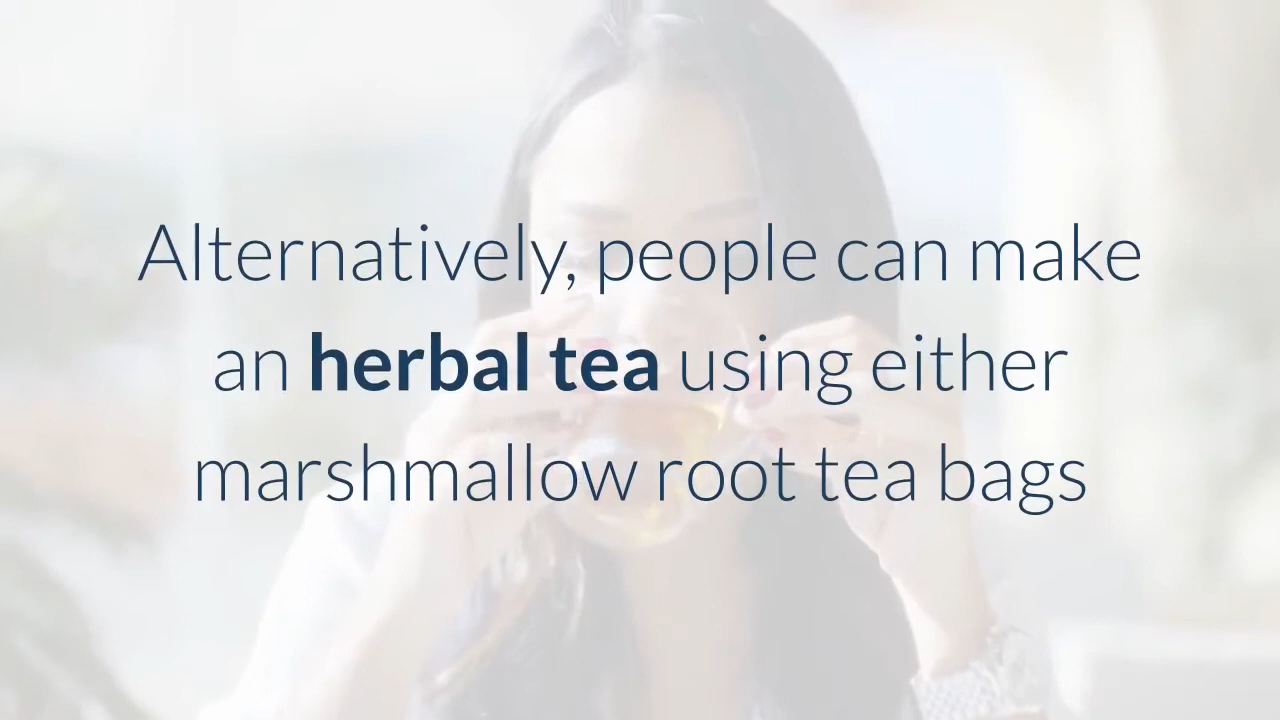 Alternatively, people can make
an herbal tea using either
marshmallow root tea bags